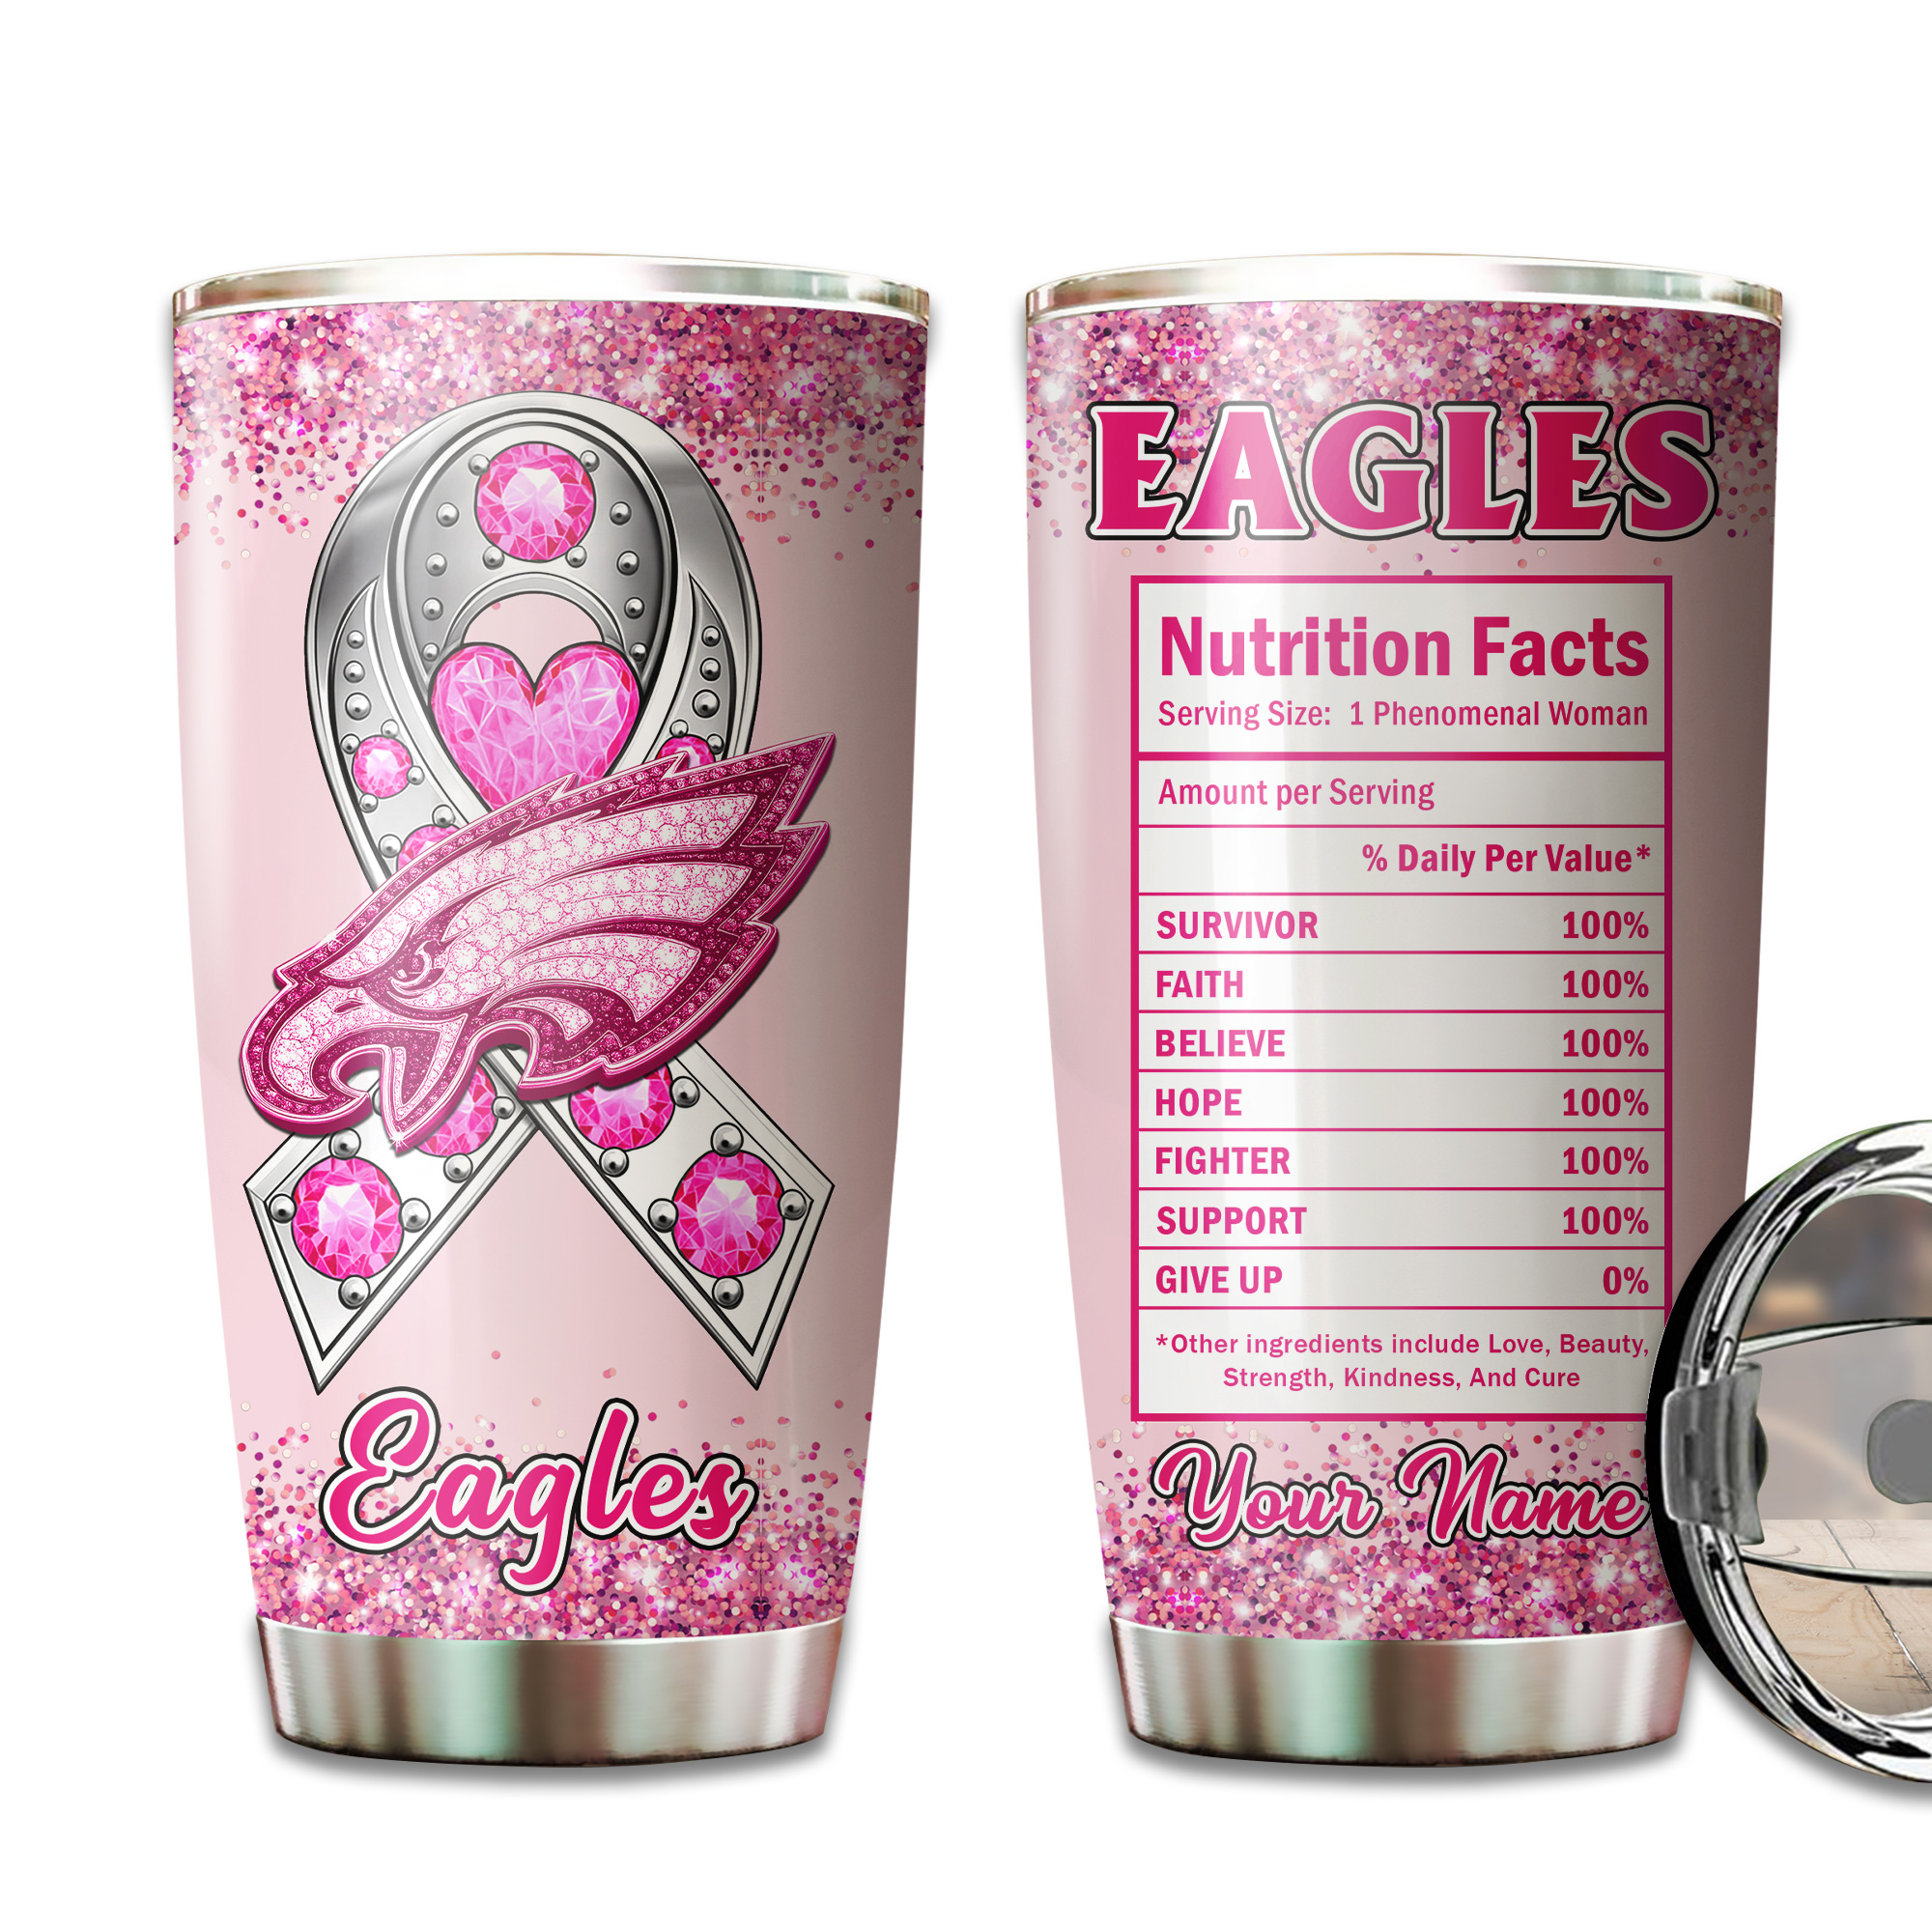 Eagles
EAGLES
Nutrition Facts
Serving Size: 1 Phenomenal Woman
Amount per Serving
% Daily Per Value*
SURVIVOR 100%
FAITH 100%
BELIEVE 100%
HOPE 100%
FIGHTER 100%
SUPPORT 100%
GIVE UP 0%
*Other ingredients include Love, Beauty,
Strength, Kindness, And Cure
Your Name